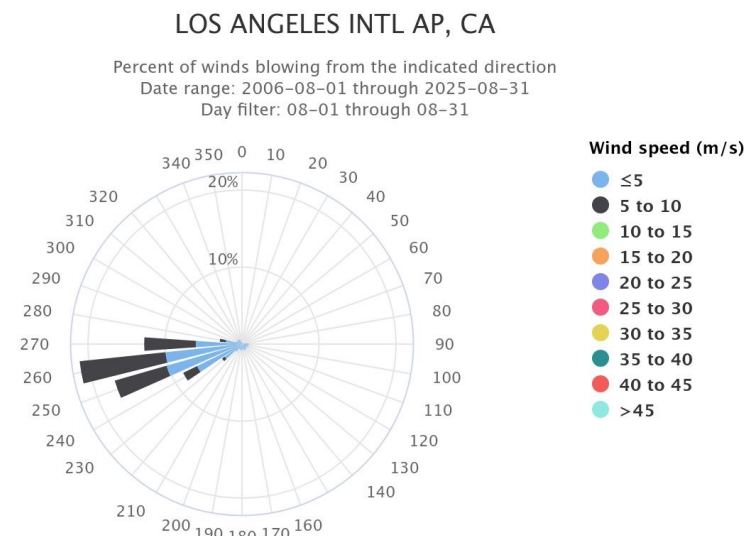 LOS ANGELES INTL AP, CA
Percent of winds blowing from the indicated direction
Date range: 2006-08-01 through 2025-08-31
Day filter: 08-01 through 08-31
Wind speed (m/s)
≤5
5 to 10
10 to 15
15 to 20
20 to 25
25 to 30
30 to 35
35 to 40
40 to 45
>45
0
10
20
30
40
50
60
70
80
90
100
110
120
130
140
160
170
180
190
200
210
230
240
250
260
270
280
290
300
310
320
340
350
20%
10%